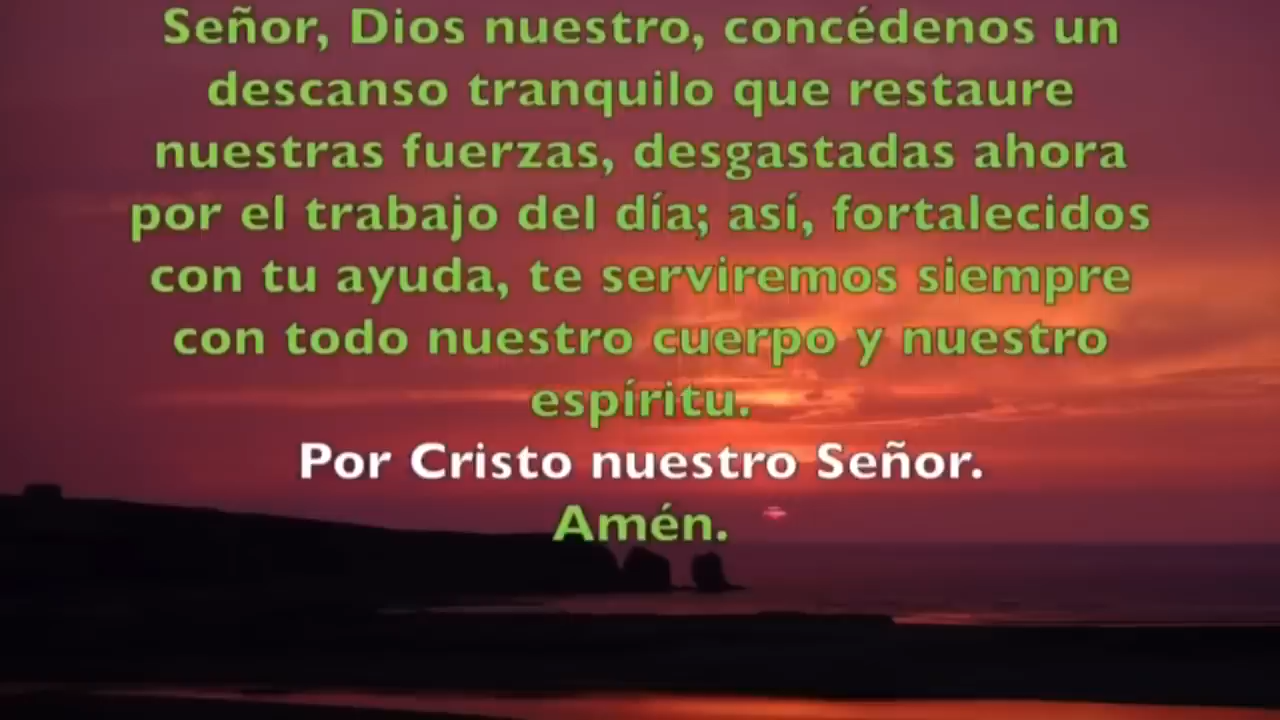 Señor, Dios nuestro, concédenos un
descanso tranquilo que restaure
nuestras fuerzas, desgastadas ahora
por el trabajo del día; así, fortalecidos
con tu ayuda, te serviremos siempre
con todo nuestro cuerpo y nuestro
espíritu.
Por Cristo nuestro Señor.
Amén.